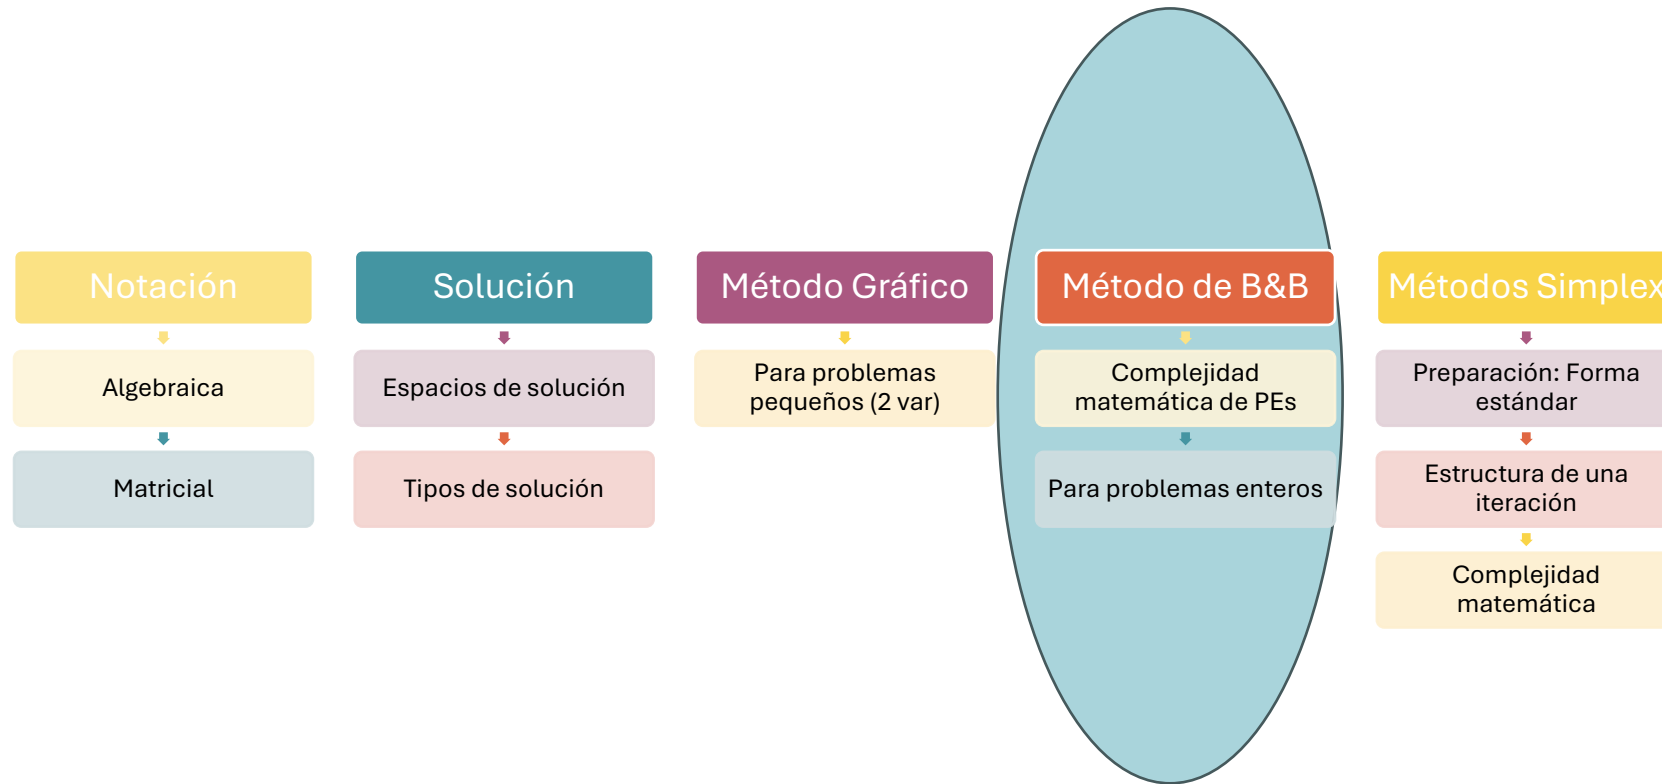 Notación
Algebraica
Matricial
Solución
Espacios de solución
Tipos de solución
Método Gráfico
Para problemas
pequeños (2 var)
Método de B&B
Complejidad
matemática de PEs
Para problemas enteros
Métodos Simplex
Preparación: Forma
estándar
Estructura de una
iteración
Complejidad
matemática